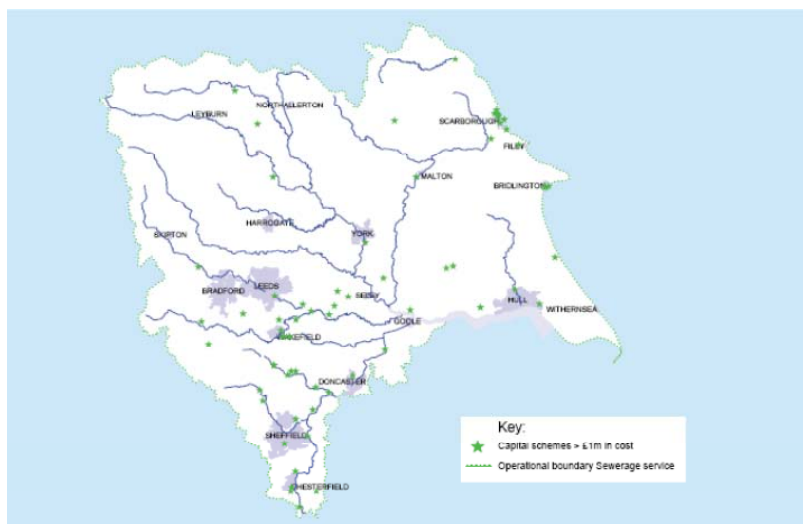 NORTHALLERTON
LEYBURN
SCARBOROUGH
FILEY
MALTON
BRIDLINGTON
HARROGATE
YORK
SKIPTON
BRADFORD
LEEDS
SELBY
HULL
WITHERNSEA
GOOLE
WAKEFIELD
DONCASTER
SHEFFIELD
CHESTERFIELD
Key:
Capital schemes > £1m in cost
Operational boundary Sewerage service